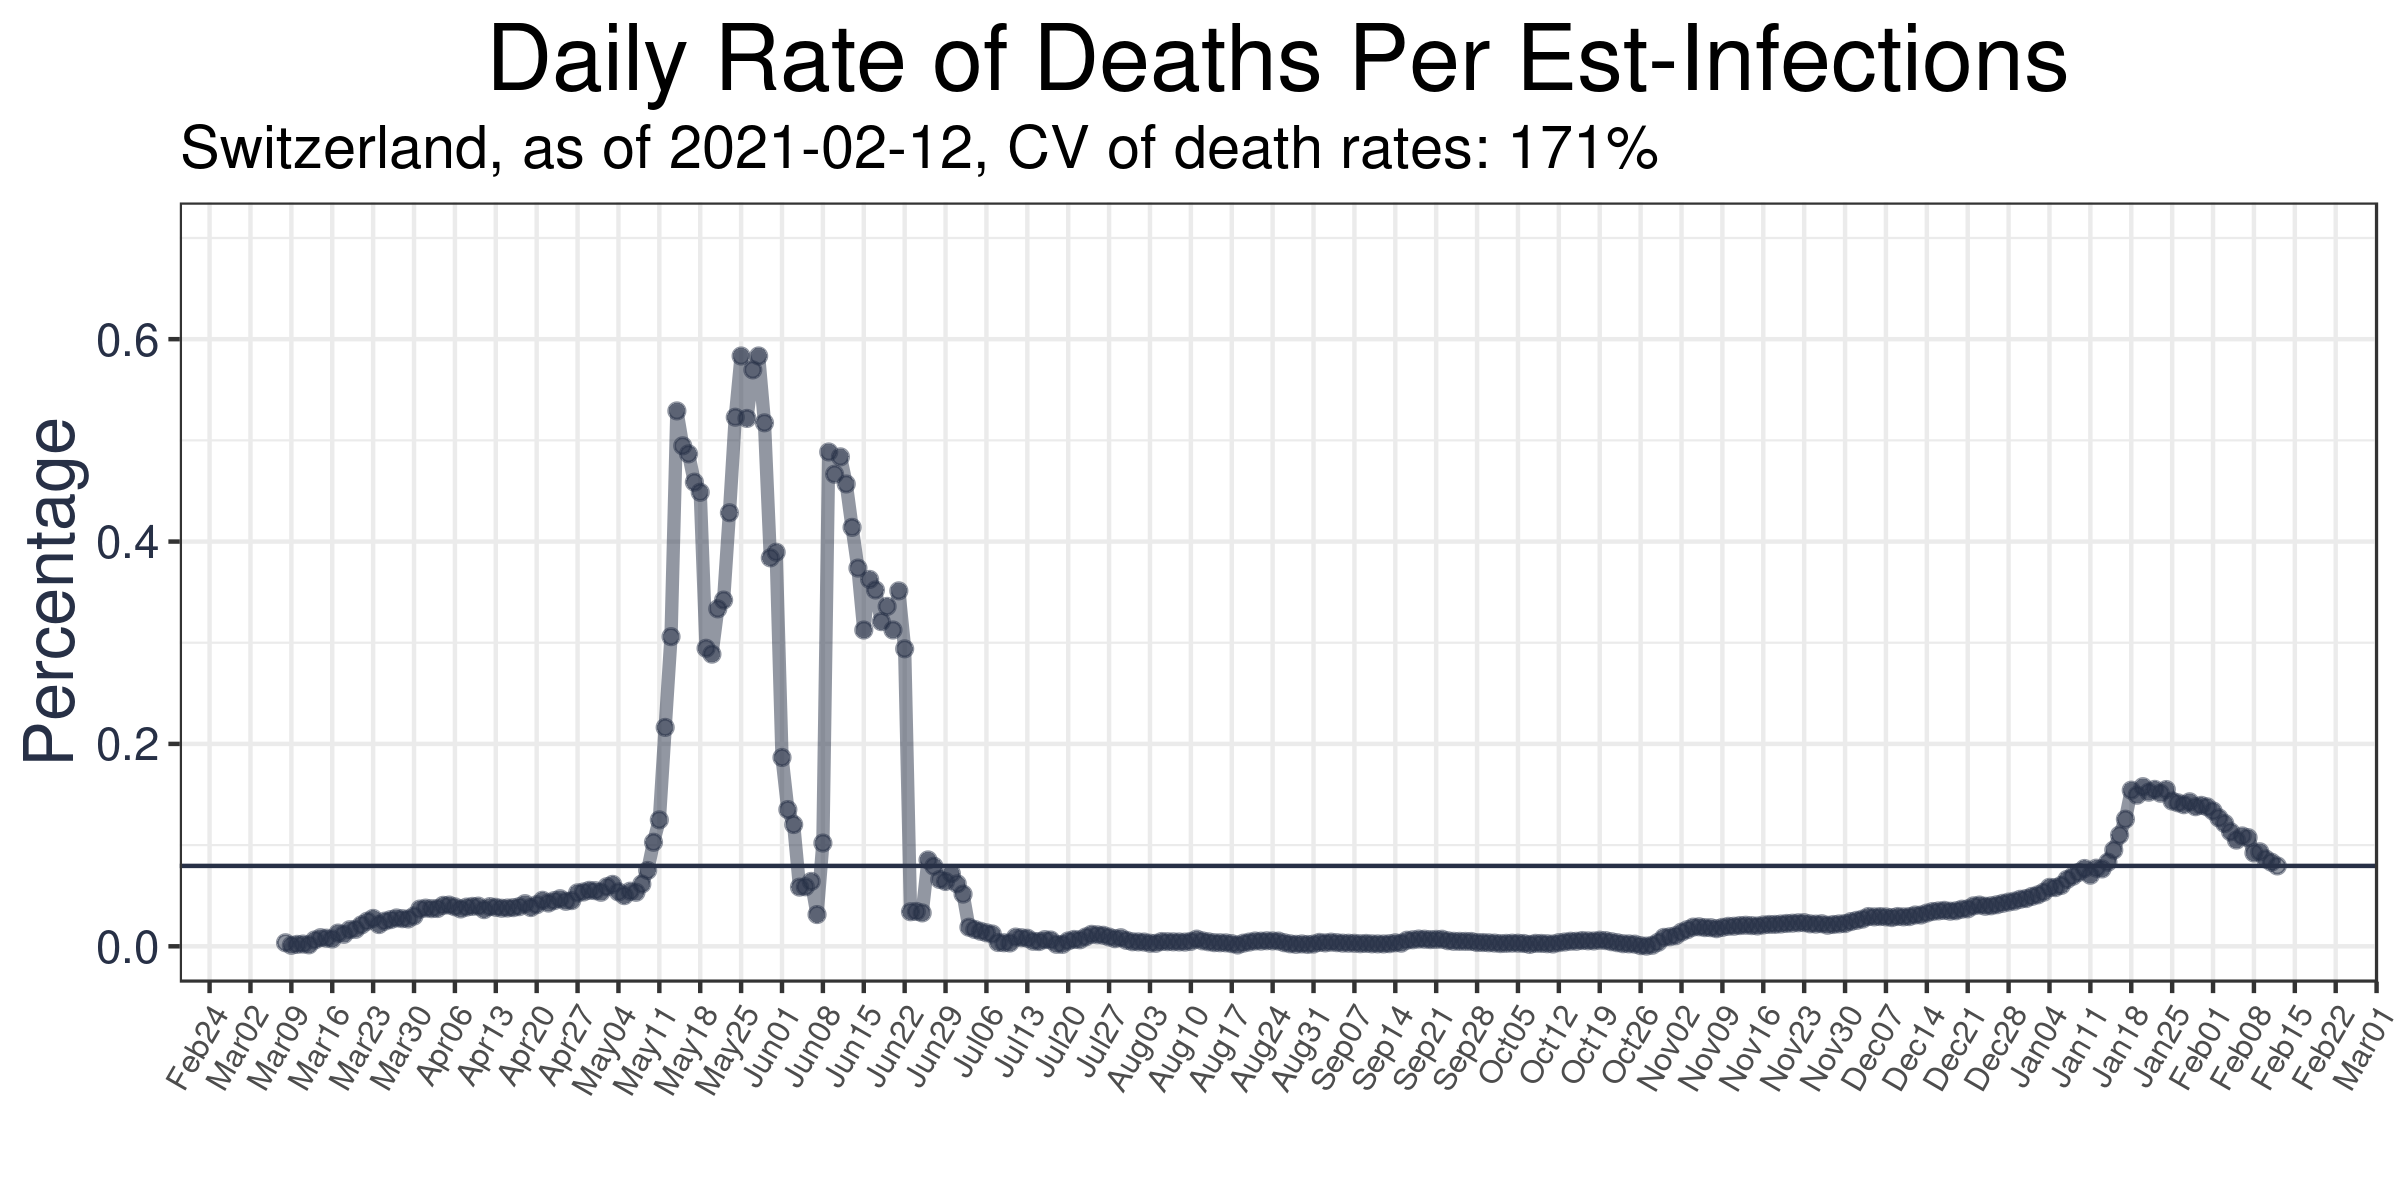 Daily Rate of Deaths Per Est-Infections
Switzerland, as of 2021-02-12, CV of death rates: 171%
Percentage
0.6
0.4
0.2
0.0
Feb24 Mar02 Mar09 Mar16 Mar23 Mar30 Apr06 Apr13 Apr20 Apr27 May04 May11 May18 May25 Jun01 Jun08 Jun15 Jun22 Jun29 Jul06 Jul13 Jul20 Jul27 Aug03 Aug10 Aug17 Aug24 Aug31 Sep07 Sep14 Sep21 Sep28 Oct05 Oct12 Oct19 Oct26 Nov02 Nov09 Nov16 Nov23 Nov30 Dec07 Dec14 Dec21 Dec28 Jan04 Jan11 Jan18 Jan25 Feb01 Feb08 Feb15 Feb22 Mar01